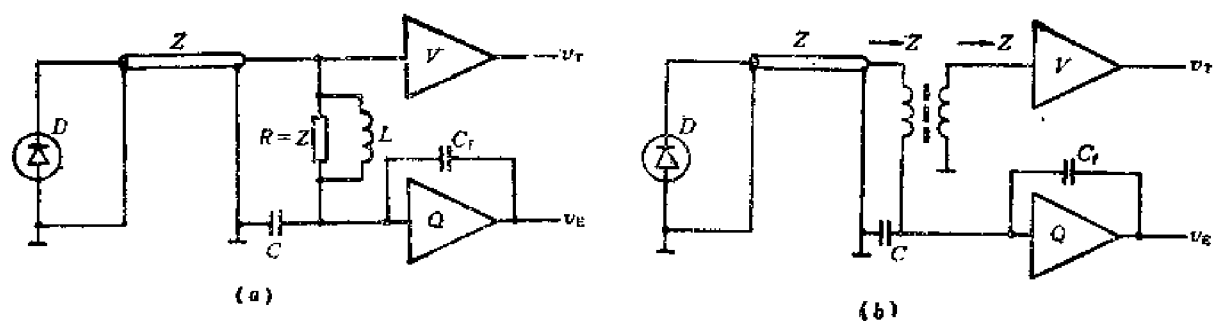 Z
V
v_T
D
R=Z
L
C_f
Q
v_E
C
(a)
Z
→Z
→Z
V
v_T
D
C_f
Q
v_E
C
(b)